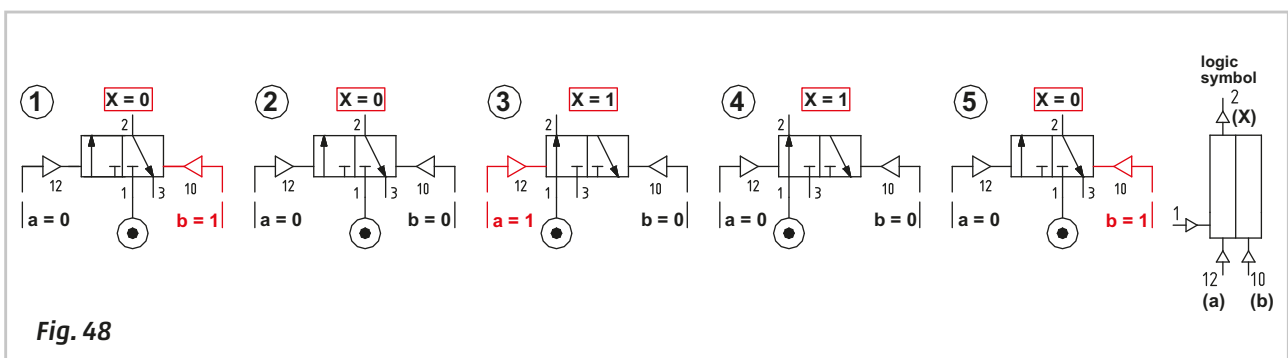 1 X = 0
2
12 1 3 10
a = 0 b = 1
2 X = 0
2
12 1 3 10
a = 0 b = 0
3 X = 1
2
12 1 3 10
a = 1 b = 0
4 X = 1
2
12 1 3 10
a = 0 b = 0
5 X = 0
2
12 1 3 10
a = 0 b = 1
logic
symbol
2
(X)
1
12 10
(a) (b)
Fig. 48